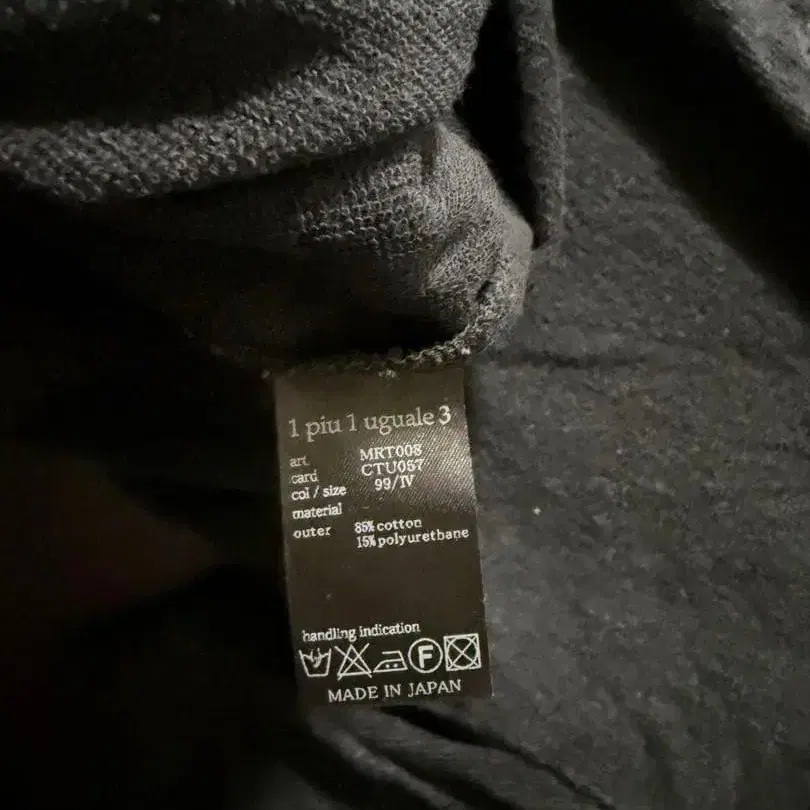 1 piu 1 uguale 3
art. MRT008
card CTU057
col / size 99/IV
material
outer 85% cotton
15% polyurethane
handling indication
F
MADE IN JAPAN